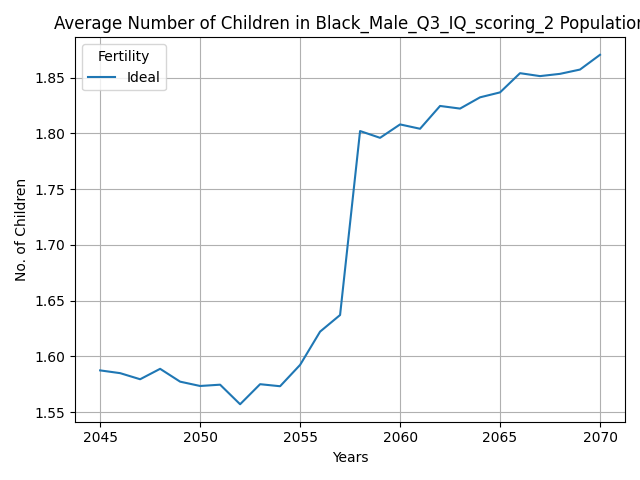 Average Number of Children in Black_Male_Q3_IQ_scoring_2 Population
Fertility
Ideal
No. of Children
1.85
1.80
1.75
1.70
1.65
1.60
1.55
2045 2050 2055 2060 2065 2070
Years